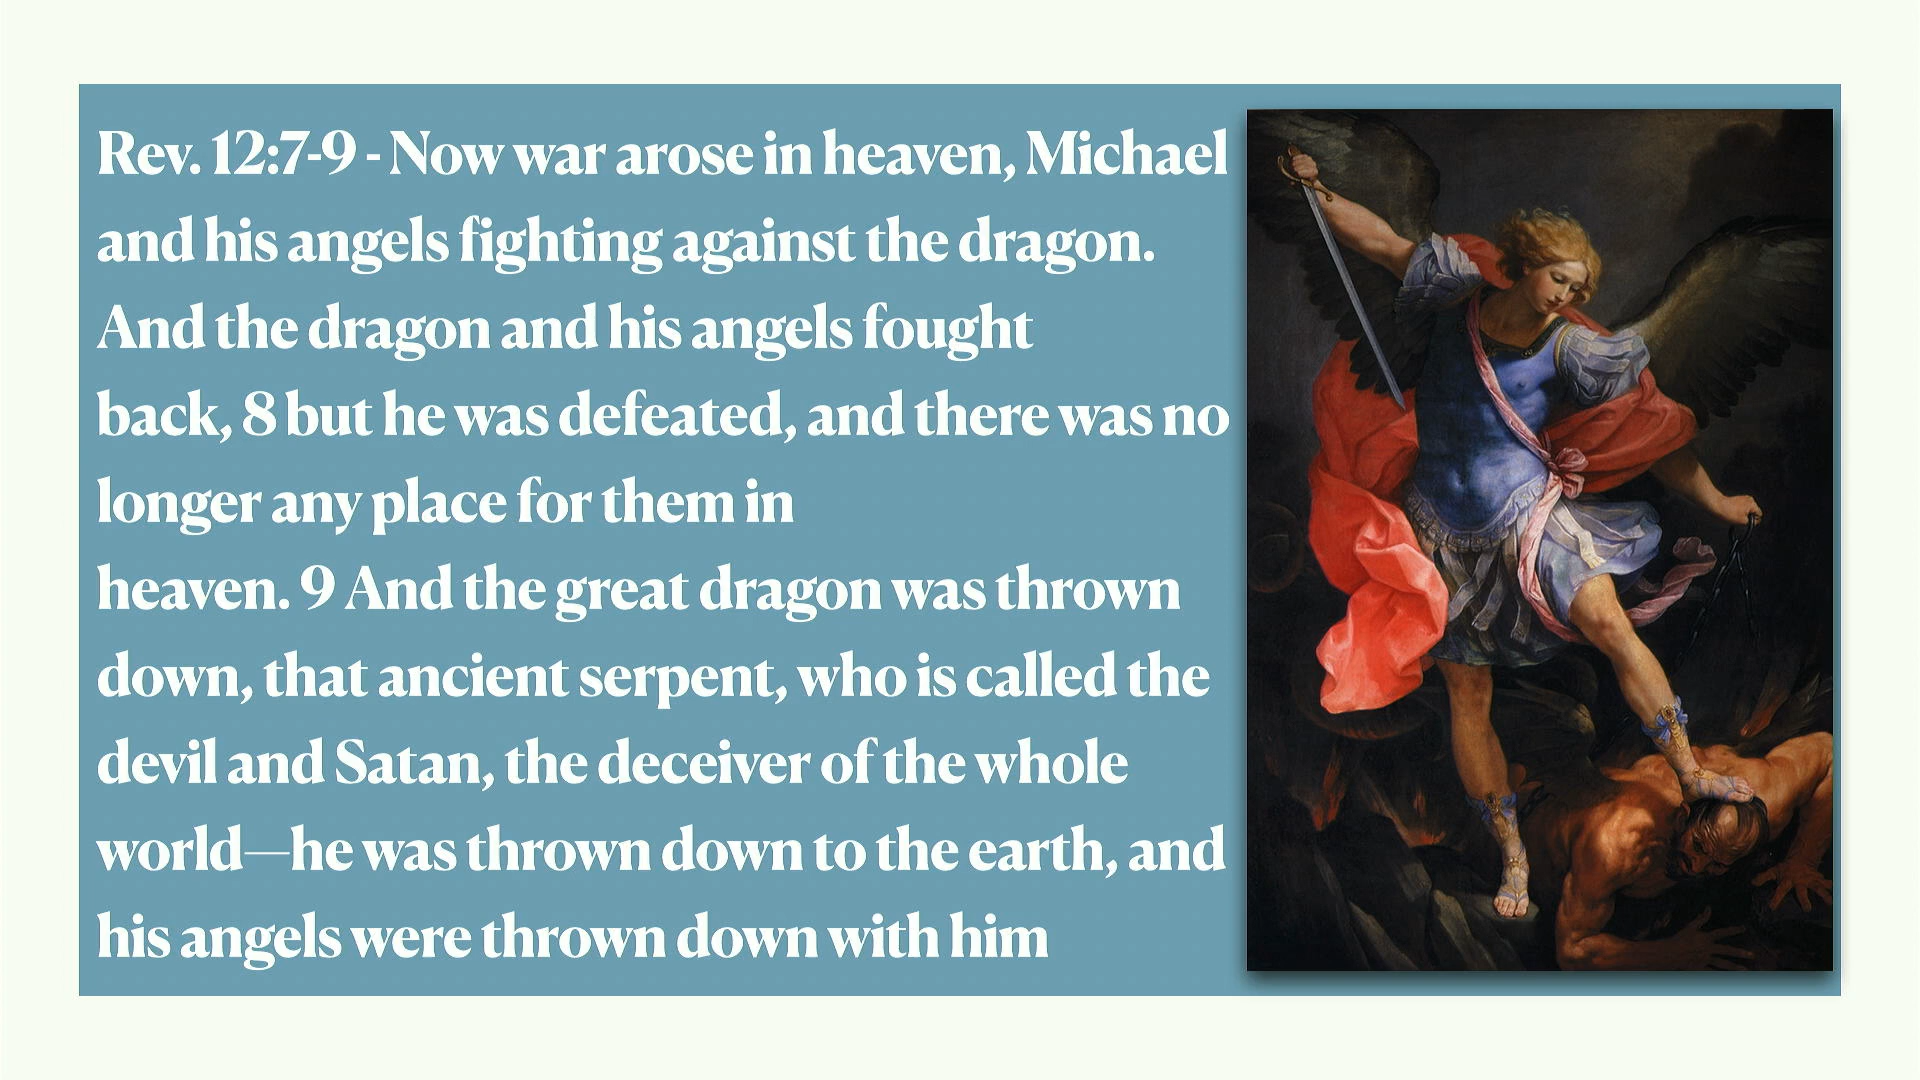 Rev. 12:7-9 - Now war arose in heaven, Michael
and his angels fighting against the dragon.
And the dragon and his angels fought
back, 8 but he was defeated, and there was no
longer any place for them in
heaven. 9 And the great dragon was thrown
down, that ancient serpent, who is called the
devil and Satan, the deceiver of the whole
world—he was thrown down to the earth, and
his angels were thrown down with him